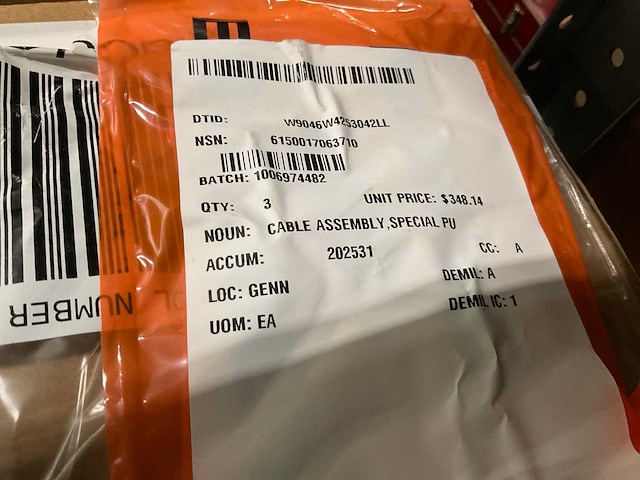 DTID: W9046W4253042LL
NSN: 6150017063710
BATCH: 1006974482
QTY: 3 UNIT PRICE: $348.14
NOUN: CABLE ASSEMBLY,SPECIAL PU
ACCUM: 202531 CC: A
LOC: GENN DEMIL: A
UOM: EA DEMIL IC: 1
NUMBER